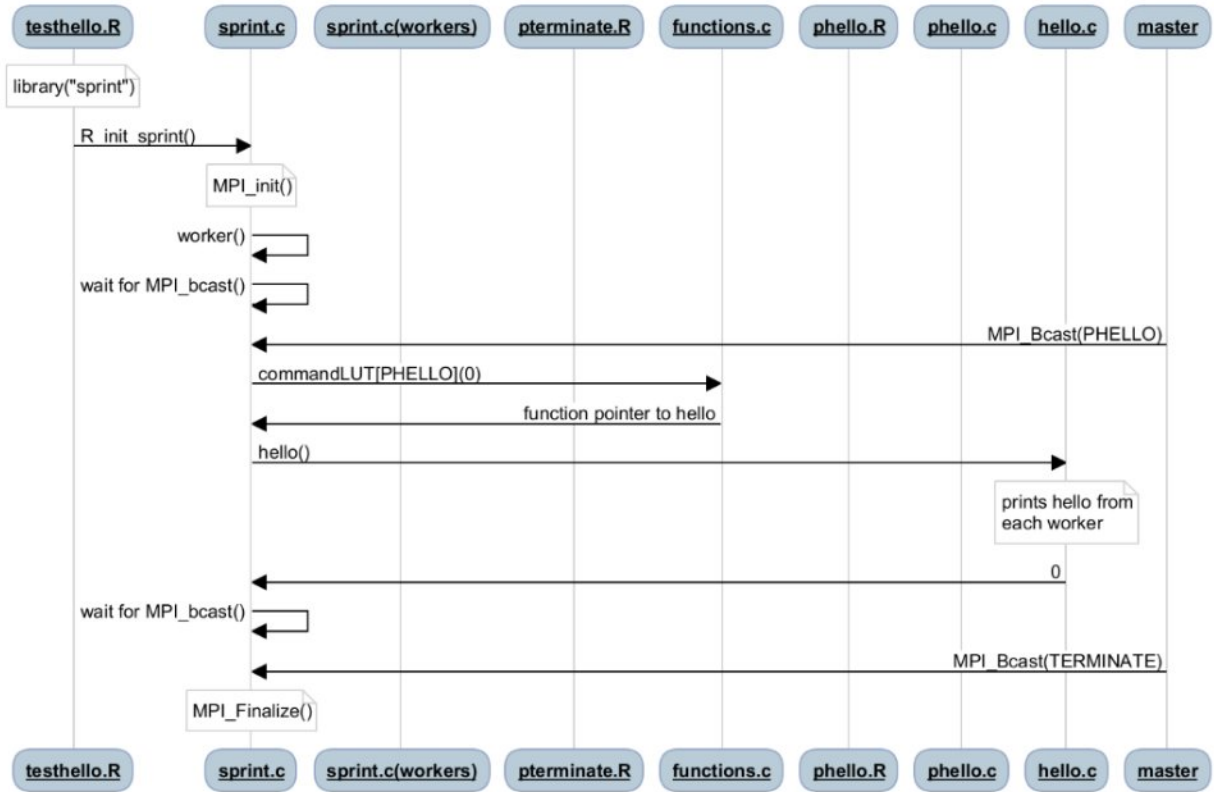 testhello.R sprint.c sprint.c(workers) pterminate.R functions.c phello.R phello.c hello.c master
library("sprint")
R_init_sprint()
MPI_init()
worker()
wait for MPI_bcast()
MPI_Bcast(PHELLO)
commandLUT[PHELLO](0)
function pointer to hello
hello()
prints hello from
each worker
0
wait for MPI_bcast()
MPI_Bcast(TERMINATE)
MPI_Finalize()
testhello.R sprint.c sprint.c(workers) pterminate.R functions.c phello.R phello.c hello.c master